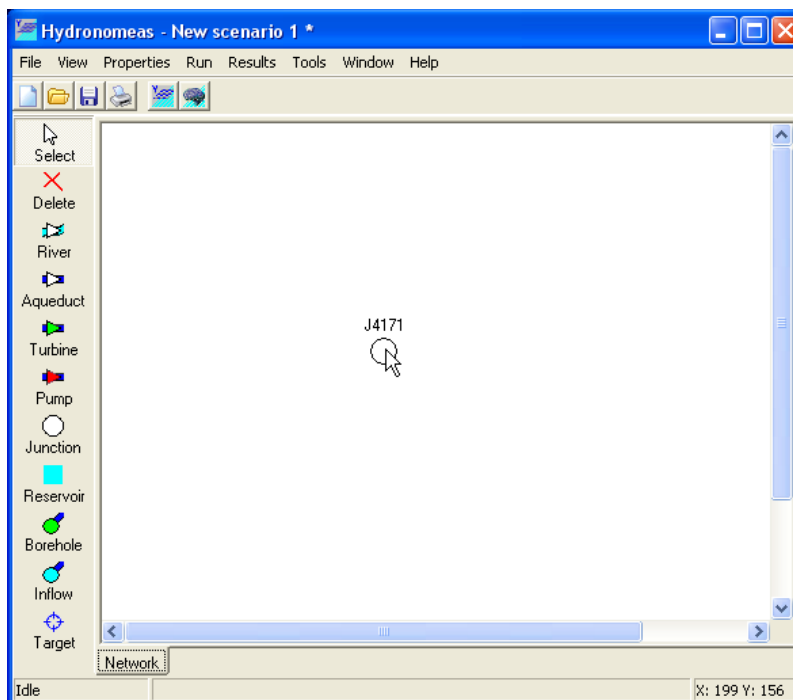 Hydronomeas - New scenario 1 *
File View Properties Run Results Tools Window Help
Select
Delete
River
Aqueduct
Turbine
Pump
Junction
Reservoir
Borehole
Inflow
Target
J4171
Network
Idle
X: 199 Y: 156